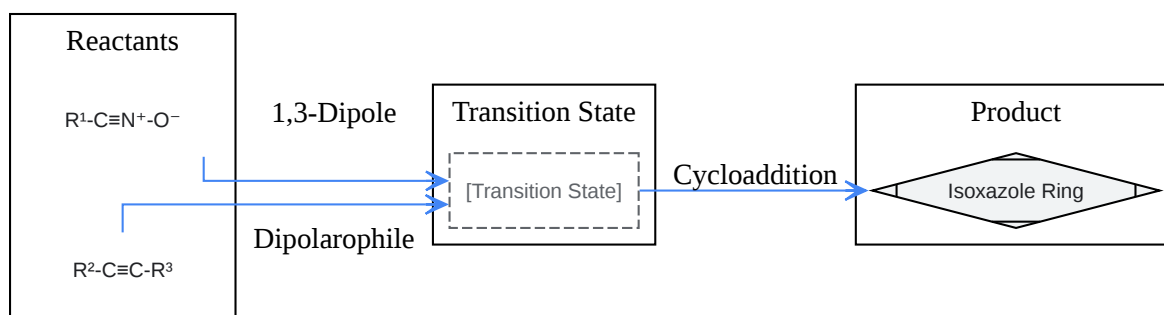 Reactants
R¹-C≡N⁺-O⁻
R²-C≡C-R³
1,3-Dipole
Dipolarophile
Transition State
[Transition State]
Cycloaddition
Product
Isoxazole Ring